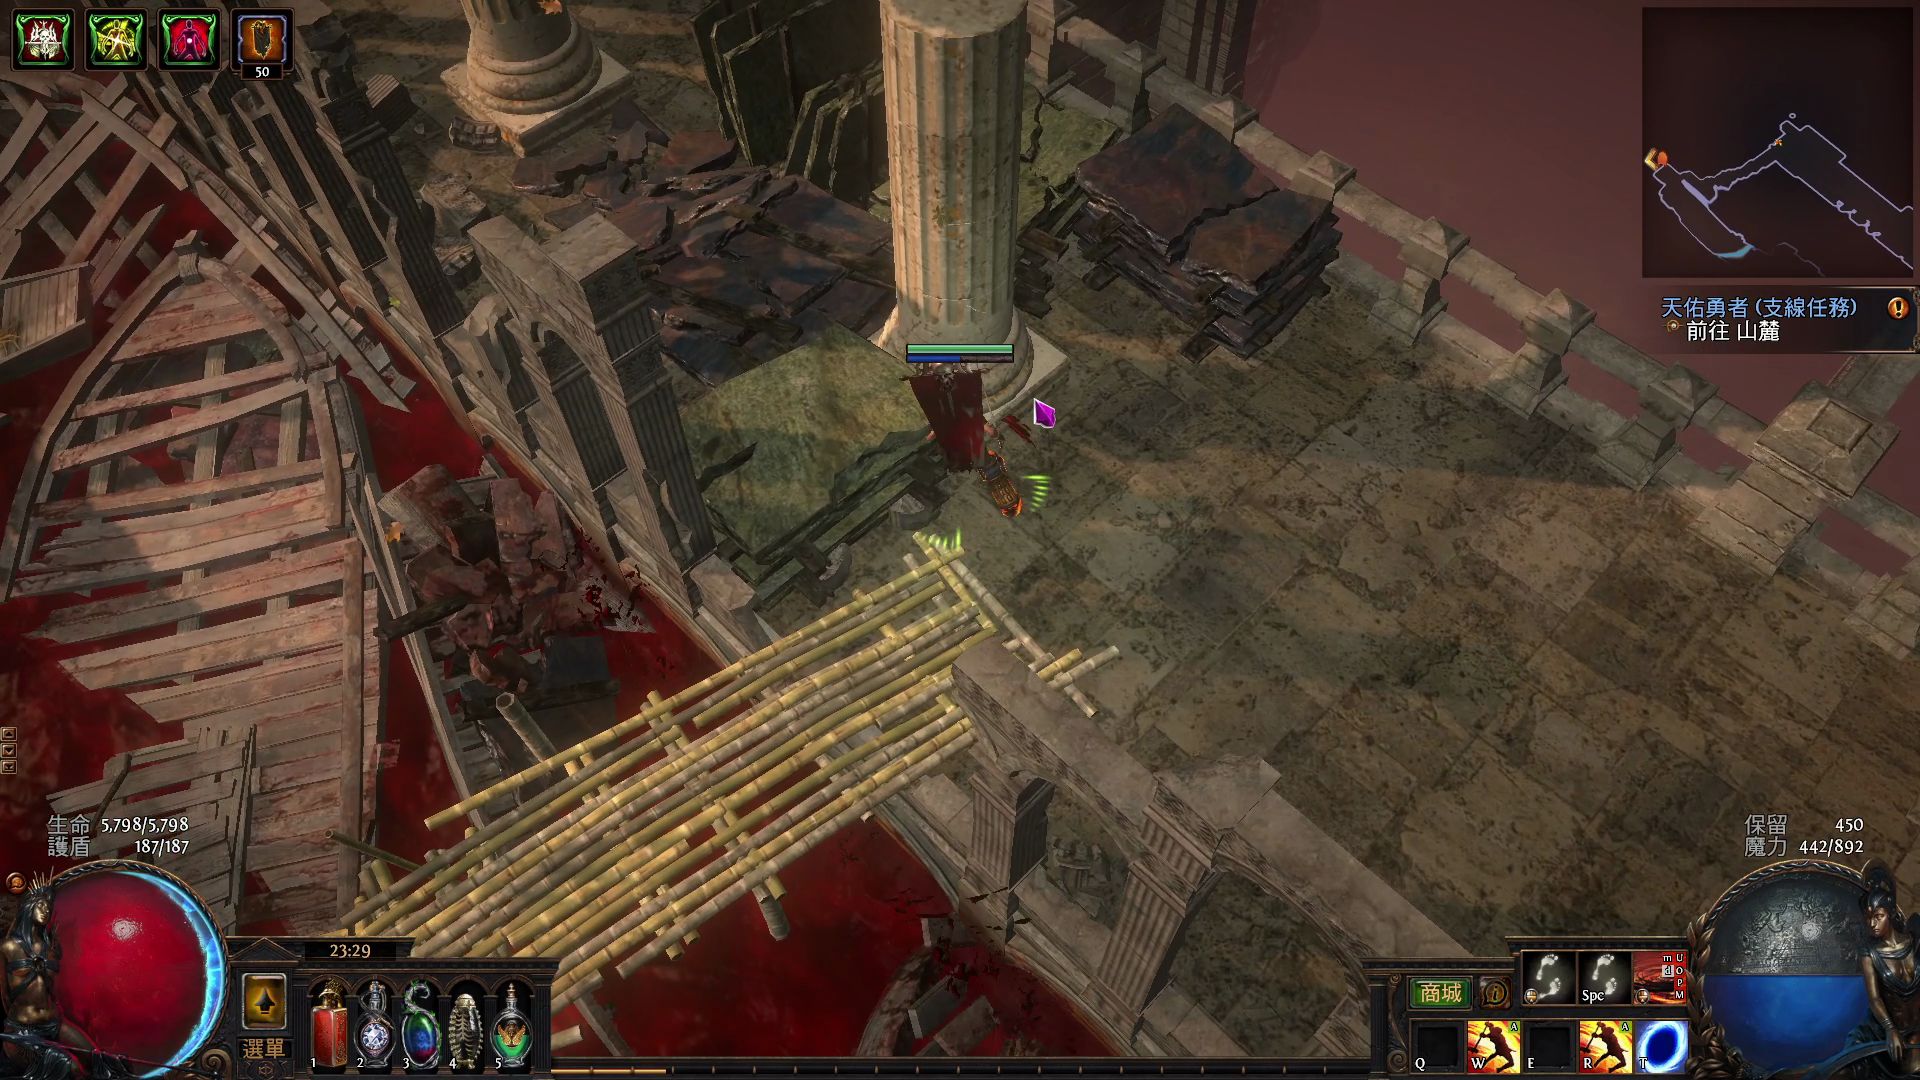 50
天佑勇者 (支線任務)
前往 山麓
生命 5,798/5,798
護盾 187/187
保留 450
魔力 442/892
23:29
選單
1 2 3 4 5
商城
Spc
m U
d O
P
M
Q W A E R A T